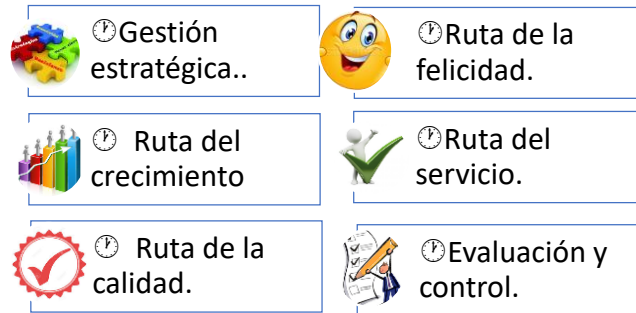 🕐Gestión
estratégica..
🕐Ruta de la
felicidad.
🕐 Ruta del
crecimiento
🕐Ruta del
servicio.
🕐 Ruta de la
calidad.
🕐Evaluación y
control.